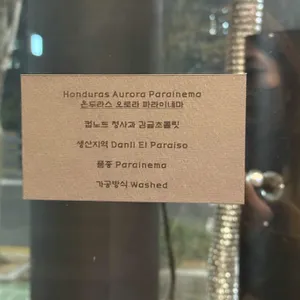 Honduras Aurora Parainema
온두라스 오로라 파라이네마
컵노트 청사과 감귤초콜릿
생산지역 Danli El Paraiso
품종 Parainema
가공방식 Washed